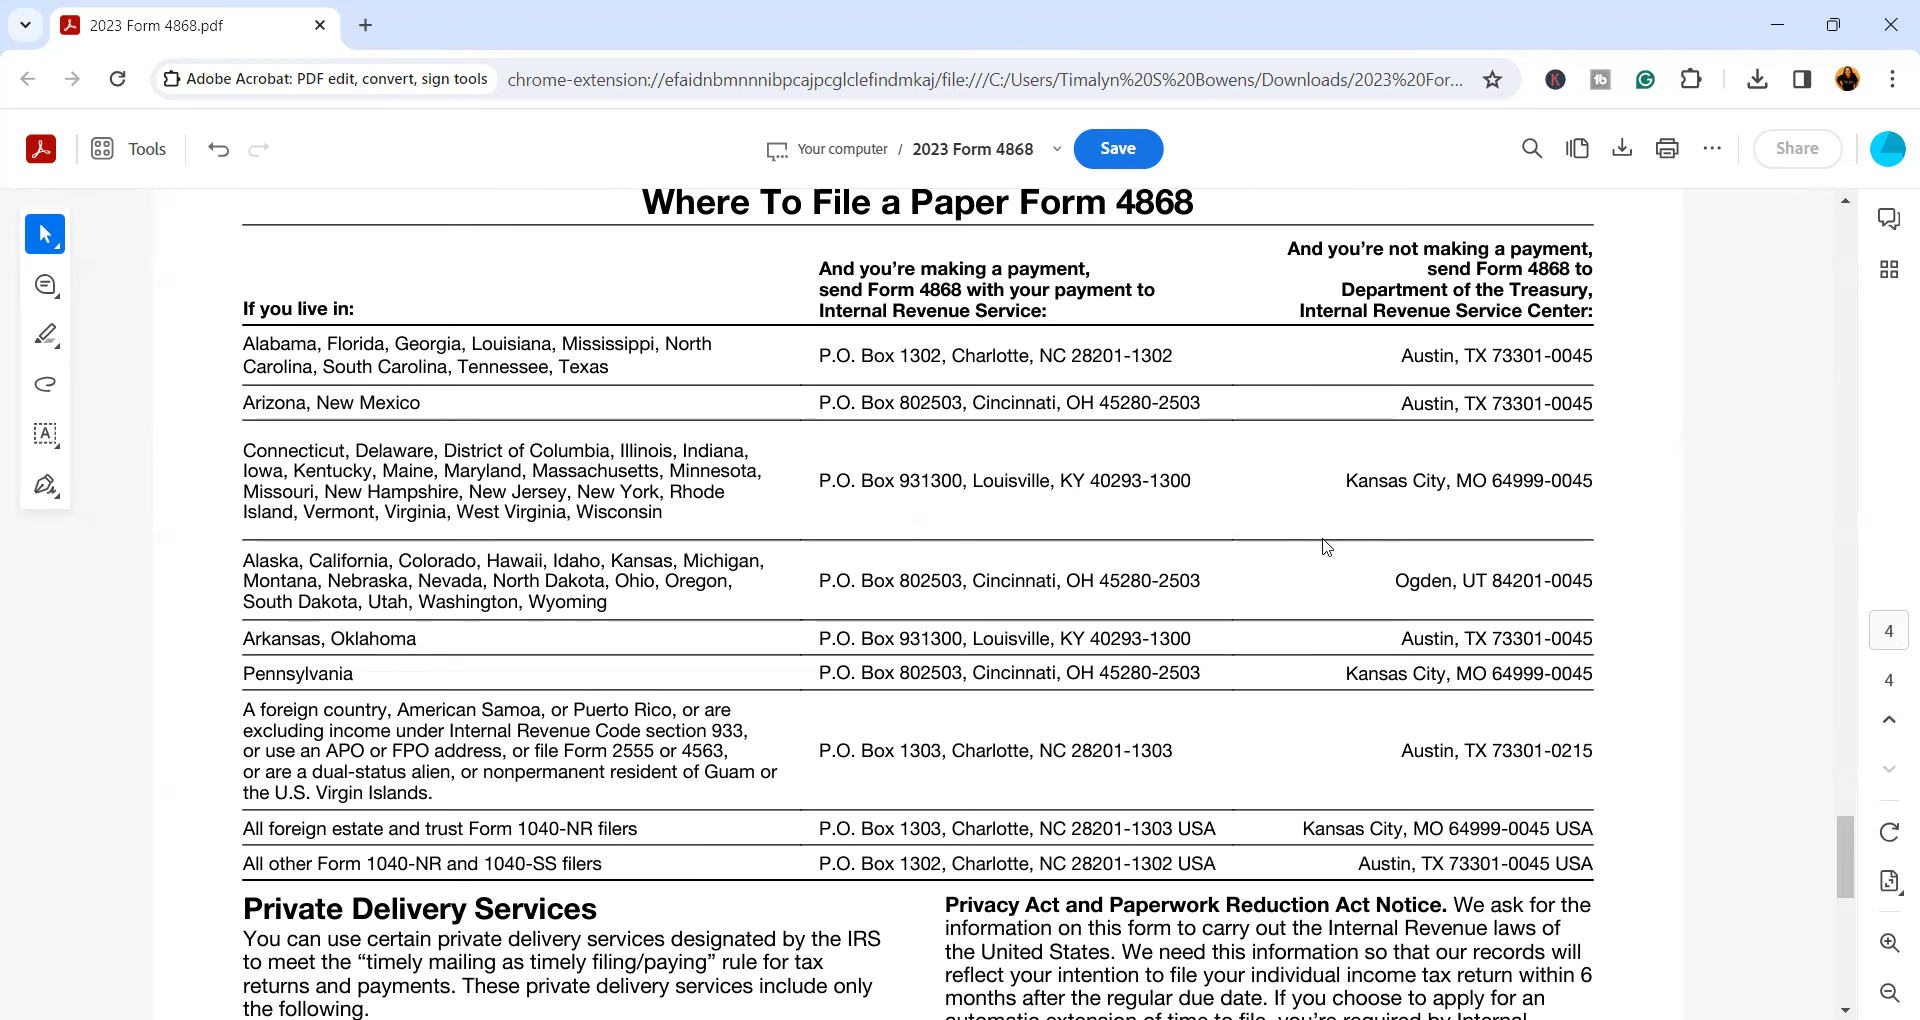 2023 Form 4868.pdf
Adobe Acrobat: PDF edit, convert, sign tools
chrome-extension://efaidnbmnnnibpcajpcglclefindmkaj/file:///C:/Users/Timalyn%20S%20Bowens/Downloads/2023%20For...
Tools
Your computer / 2023 Form 4868
Save
Share
Where To File a Paper Form 4868
If you live in:
And you're making a payment,
send Form 4868 with your payment to
Internal Revenue Service:
And you're not making a payment,
send Form 4868 to
Department of the Treasury,
Internal Revenue Service Center:
Alabama, Florida, Georgia, Louisiana, Mississippi, North
Carolina, South Carolina, Tennessee, Texas
P.O. Box 1302, Charlotte, NC 28201-1302
Austin, TX 73301-0045
Arizona, New Mexico
P.O. Box 802503, Cincinnati, OH 45280-2503
Austin, TX 73301-0045
Connecticut, Delaware, District of Columbia, Illinois, Indiana,
Iowa, Kentucky, Maine, Maryland, Massachusetts, Minnesota,
Missouri, New Hampshire, New Jersey, New York, Rhode
Island, Vermont, Virginia, West Virginia, Wisconsin
P.O. Box 931300, Louisville, KY 40293-1300
Kansas City, MO 64999-0045
Alaska, California, Colorado, Hawaii, Idaho, Kansas, Michigan,
Montana, Nebraska, Nevada, North Dakota, Ohio, Oregon,
South Dakota, Utah, Washington, Wyoming
P.O. Box 802503, Cincinnati, OH 45280-2503
Ogden, UT 84201-0045
Arkansas, Oklahoma
P.O. Box 931300, Louisville, KY 40293-1300
Austin, TX 73301-0045
Pennsylvania
P.O. Box 802503, Cincinnati, OH 45280-2503
Kansas City, MO 64999-0045
A foreign country, American Samoa, or Puerto Rico, or are
excluding income under Internal Revenue Code section 933,
or use an APO or FPO address, or file Form 2555 or 4563,
or are a dual-status alien, or nonpermanent resident of Guam or
the U.S. Virgin Islands.
P.O. Box 1303, Charlotte, NC 28201-1303
Austin, TX 73301-0215
All foreign estate and trust Form 1040-NR filers
P.O. Box 1303, Charlotte, NC 28201-1303 USA
Kansas City, MO 64999-0045 USA
All other Form 1040-NR and 1040-SS filers
P.O. Box 1302, Charlotte, NC 28201-1302 USA
Austin, TX 73301-0045 USA
Private Delivery Services
You can use certain private delivery services designated by the IRS
to meet the “timely mailing as timely filing/paying” rule for tax
returns and payments. These private delivery services include only
the following.
Privacy Act and Paperwork Reduction Act Notice. We ask for the
information on this form to carry out the Internal Revenue laws of
the United States. We need this information so that our records will
reflect your intention to file your individual income tax return within 6
months after the regular due date. If you choose to apply for an
automatic extension of time to file, you're required by Internal
4
4